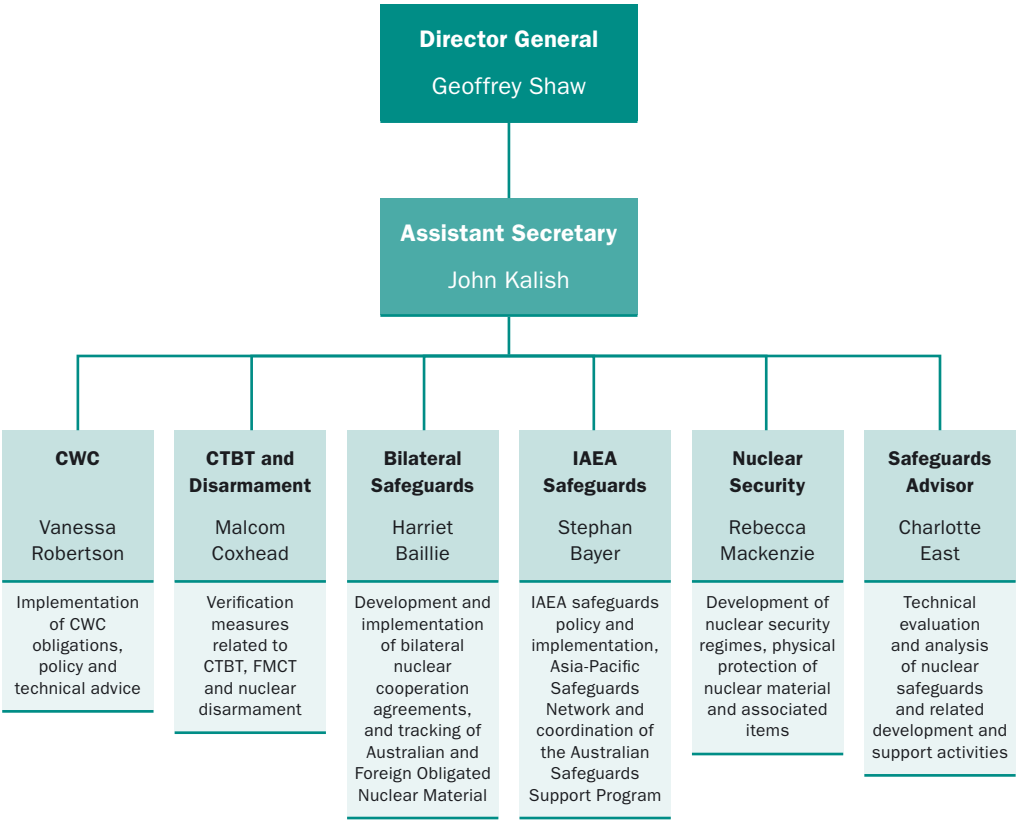 Director General
Geoffrey Shaw
Assistant Secretary
John Kalish
CWC
Vanessa
Robertson
Implementation
of CWC
obligations,
policy and
technical advice
CTBT and
Disarmament
Malcom
Coxhead
Verification
measures
related to
CTBT, FMCT
and nuclear
disarmament
Bilateral
Safeguards
Harriet
Baillie
Development and
implementation
of bilateral
nuclear
cooperation
agreements,
and tracking of
Australian and
Foreign Obligated
Nuclear Material
IAEA
Safeguards
Stephan
Bayer
IAEA safeguards
policy and
implementation,
Asia-Pacific
Safeguards
Network and
coordination of
the Australian
Safeguards
Support Program
Nuclear
Security
Rebecca
Mackenzie
Development of
nuclear security
regimes, physical
protection of
nuclear material
and associated
items
Safeguards
Advisor
Charlotte
East
Technical
evaluation
and analysis
of nuclear
safeguards
and related
development and
support activities